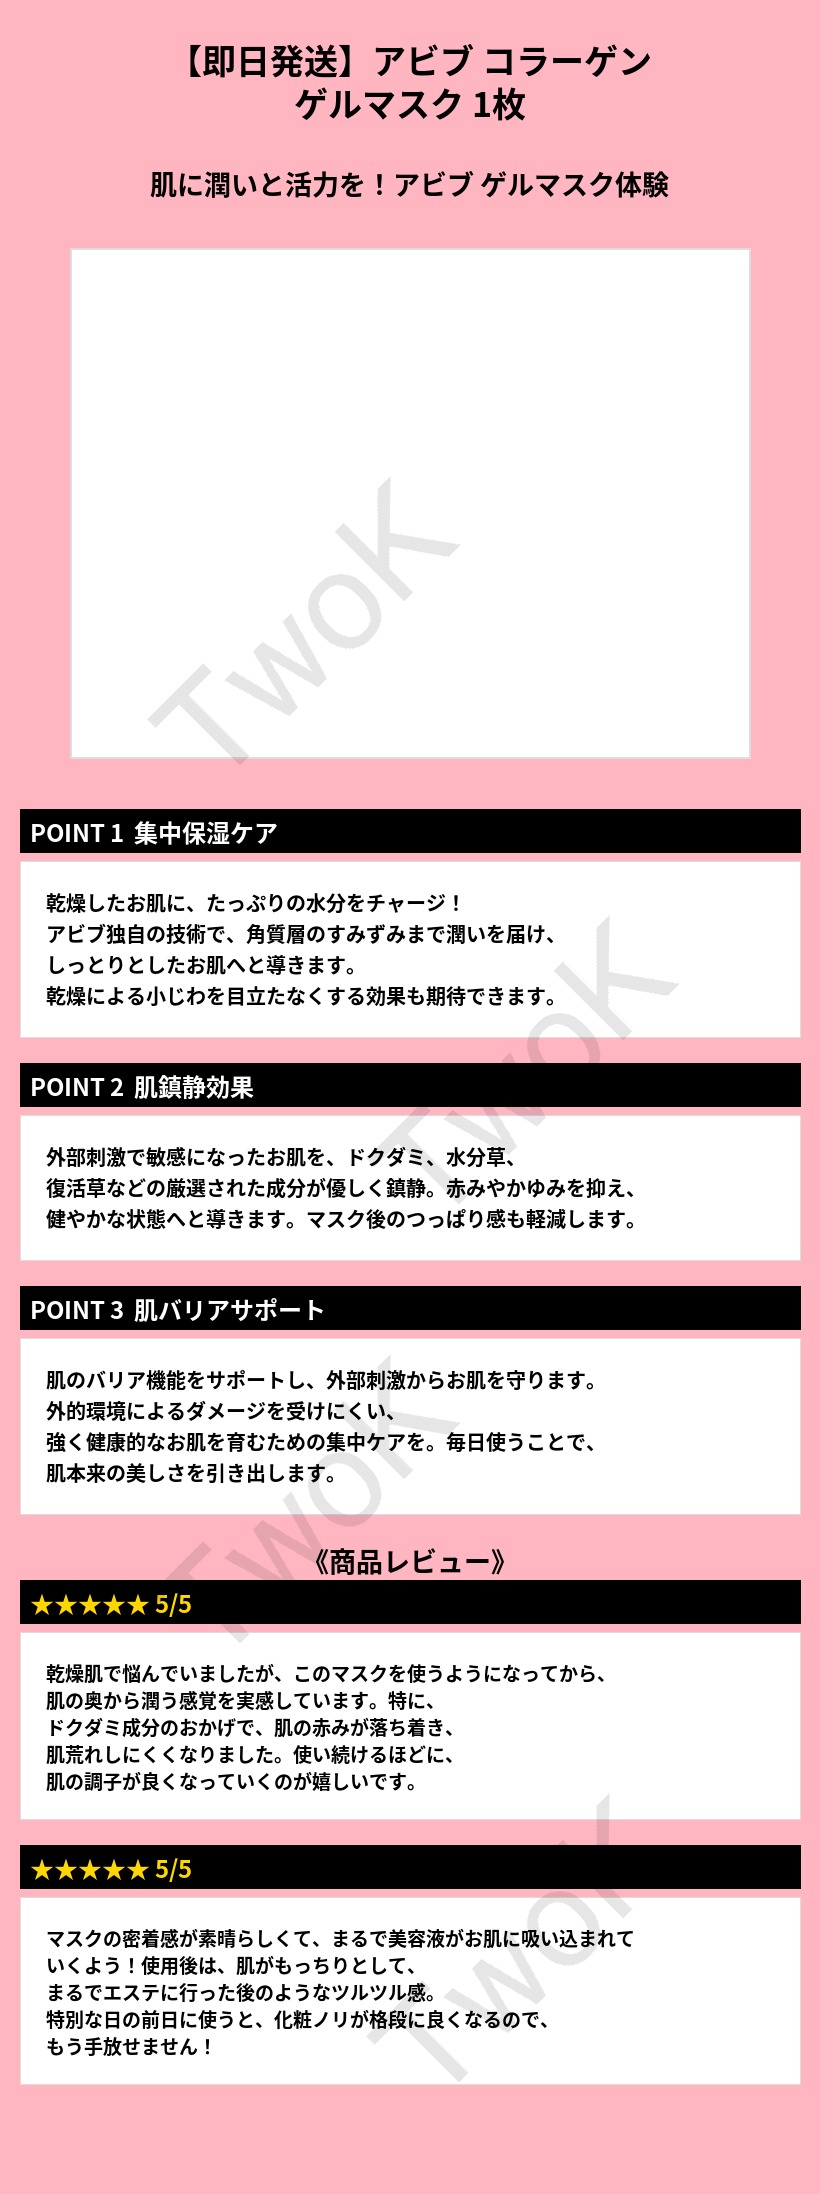 【即日発送】アビブ コラーゲン
ゲルマスク 1枚
肌に潤いと活力を！アビブ ゲルマスク体験
TwoK
POINT 1 集中保湿ケア
乾燥したお肌に、たっぷりの水分をチャージ！
アビブ独自の技術で、角質層のすみずみまで潤いを届け、
しっとりとしたお肌へと導きます。
乾燥による小じわを目立たなくする効果も期待できます。
TwoK
POINT 2 肌鎮静効果
外部刺激で敏感になったお肌を、ドクダミ、水分草、
復活草などの厳選された成分が優しく鎮静。赤みやかゆみを抑え、
健やかな状態へと導きます。マスク後のつっぱり感も軽減します。
POINT 3 肌バリアサポート
肌のバリア機能をサポートし、外部刺激からお肌を守ります。
外的環境によるダメージを受けにくい、
強く健康的なお肌を育むための集中ケアを。毎日使うことで、
肌本来の美しさを引き出します。
TwoK
《商品レビュー》
★★★★★ 5/5
乾燥肌で悩んでいましたが、このマスクを使うようになってから、
肌の奥から潤う感覚を実感しています。特に、
ドクダミ成分のおかげで、肌の赤みが落ち着き、
肌荒れしにくくなりました。使い続けるほどに、
肌の調子が良くなっていくのが嬉しいです。
★★★★★ 5/5
マスクの密着感が素晴らしくて、まるで美容液がお肌に吸い込まれて
いくよう！使用後は、肌がもっちりとして、
まるでエステに行った後のようなツルツル感。
特別な日の前日に使うと、化粧ノリが格段に良くなるので、
もう手放せません！
TwoK